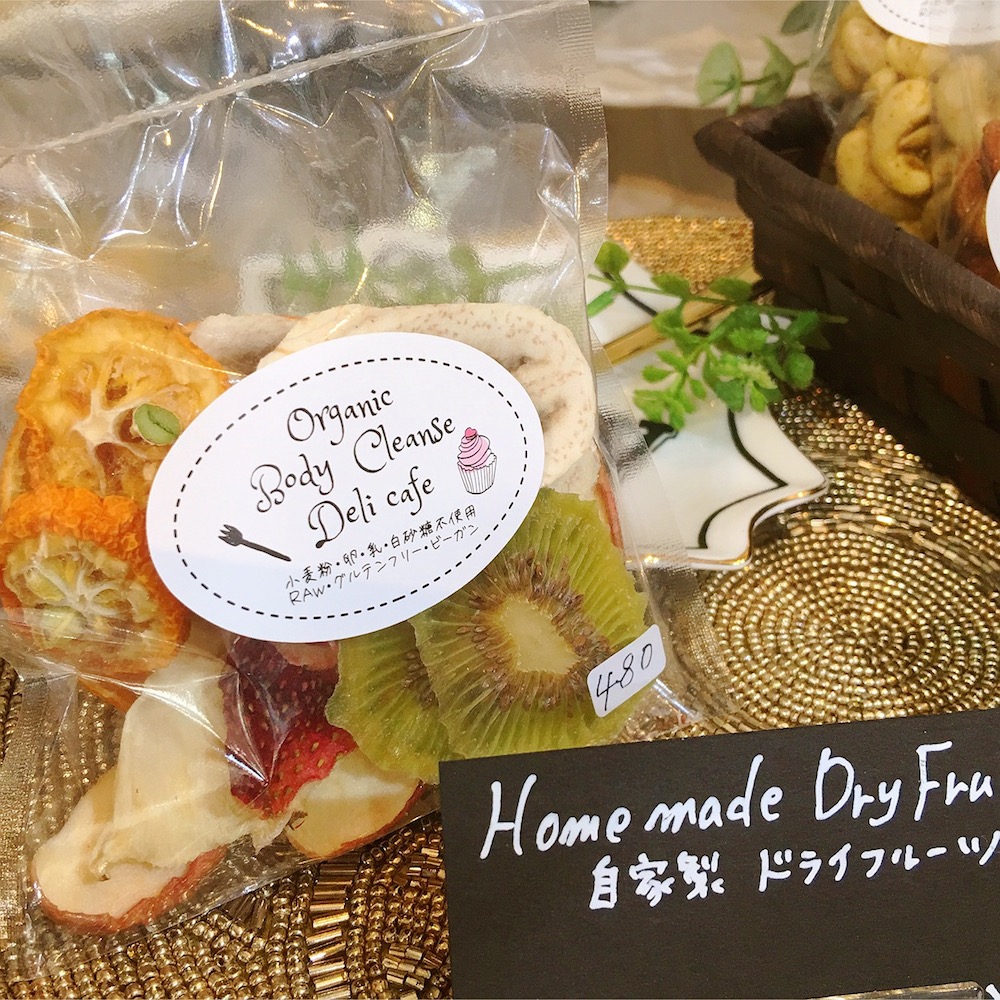 Organic
Body Cleanse
Deli cafe
小麦粉・卵・乳・白砂糖不使用
RAW・グルテンフリー・ビーガン
480
Homemade Dry Fru
自家製 ドライフルーツ